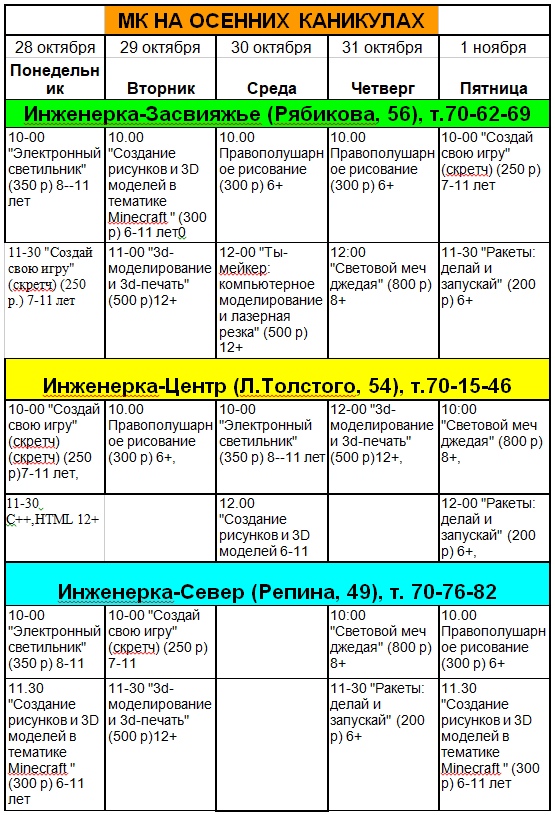 МК НА ОСЕННИХ КАНИКУЛАХ
28 октября
29 октября
30 октября
31 октября
1 ноября
Понедельн
ик
Вторник
Среда
Четверг
Пятница
Инженерка-Засвияжье (Рябикова, 56), т.70-62-69
10-00
"Электронный
светильник"
(350 р) 8--11
лет
10.00
"Создание
рисунков и 3D
моделей в
тематике
Minecraft " (300
р) 6-11 лет0
10.00
Правополушарн
ое рисование
(300 р) 6+
10.00
Правополушарн
ое рисование
(300 р) 6+
10-00 "Создай
свою игру"
(скретч) (250 р)
7-11 лет
11-30 "Создай
свою игру"
(скретч) (250
р.) 7-11 лет
11-00 "3d-
моделирование
и 3d-печать"
(500 р)12+
12-00 "Ты-
мейкер:
компьютерное
моделирование
и лазерная
резка" (500 р)
12+
12:00
"Световой меч
джедая" (800 р)
8+
11-30 "Ракеты:
делай и
запускай" (200
р) 6+
Инженерка-Центр (Л.Толстого, 54), т.70-15-46
10-00 "Создай
свою игру"
(скретч)
(скретч) (250
р)7-11 лет,
10.00
Правополушарн
ое рисование
(300 р) 6+,
10-00
"Электронный
светильник"
(350 р) 8--11 лет
12-00 "3d-
моделирование
и 3d-печать"
(500 р)12+,
10:00
"Световой меч
джедая" (800 р)
8+,
11-30
C++,HTML 12+
12.00
"Создание
рисунков и 3D
моделей 6-11
12-00 "Ракеты:
делай и
запускай" (200
р) 6+,
Инженерка-Север (Репина, 49), т. 70-76-82
10-00
"Электронный
светильник"
(350 р) 8-11
10-00 "Создай
свою игру"
(скретч) (250 р)
7-11
10:00
"Световой меч
джедая" (800 р)
8+
10.00
Правополушарн
ое рисование
(300 р) 6+
11.30
"Создание
рисунков и 3D
моделей в
тематике
Minecraft "
(300 р) 6-11
лет
11-30 "3d-
моделирование
и 3d-печать"
(500 р)12+
11-30 "Ракеты:
делай и
запускай" (200
р) 6+
11.30
"Создание
рисунков и 3D
моделей в
тематике
Minecraft " (300
р) 6-11 лет